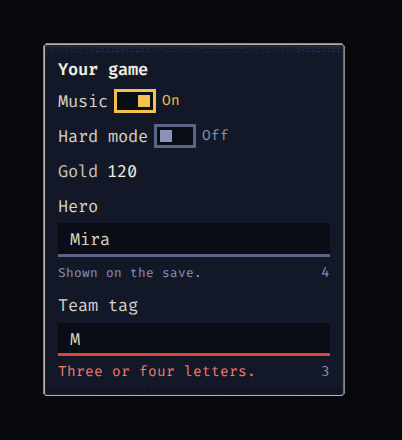 Your game
Music On
Hard mode Off
Gold 120
Hero
Mira
Shown on the save. 4
Team tag
M
Three or four letters. 3